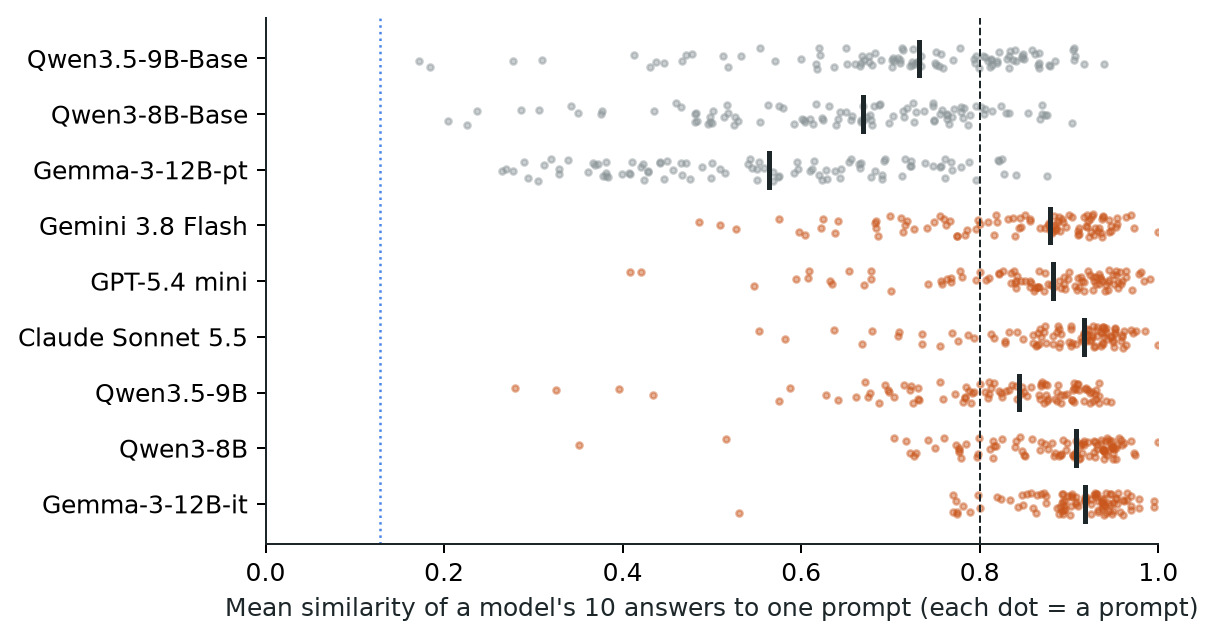 Qwen3.5-9B-Base
Qwen3-8B-Base
Gemma-3-12B-pt
Gemini 3.8 Flash
GPT-5.4 mini
Claude Sonnet 5.5
Qwen3.5-9B
Qwen3-8B
Gemma-3-12B-it
0.0 0.2 0.4 0.6 0.8 1.0
Mean similarity of a model's 10 answers to one prompt (each dot = a prompt)